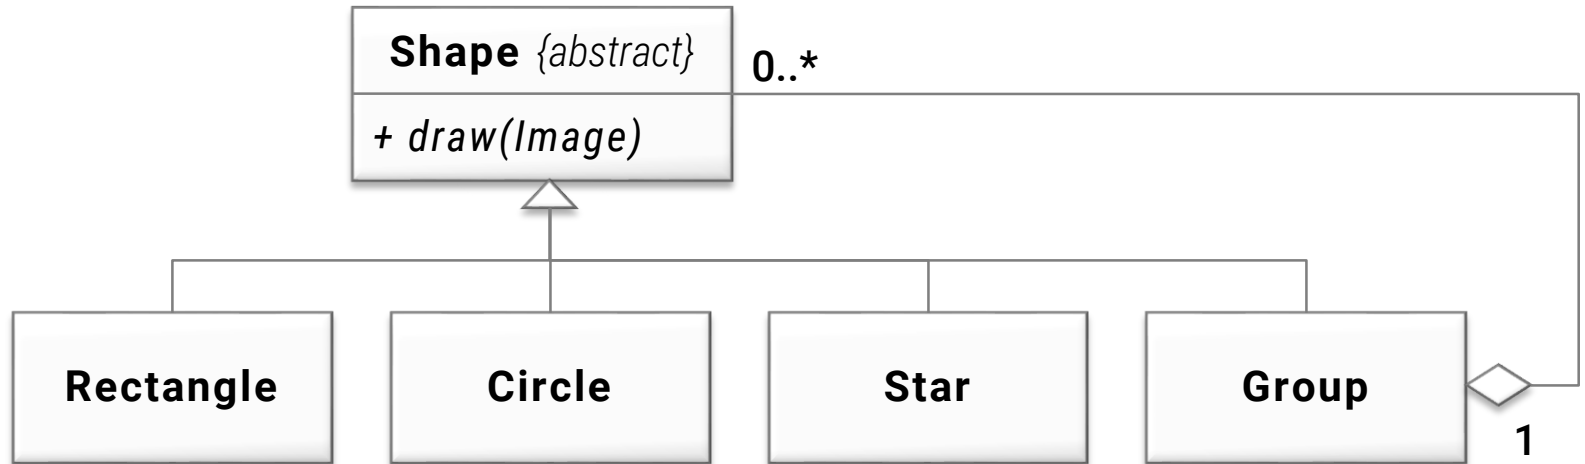 Shape {abstract}
0..*
+ draw(Image)
Rectangle
Circle
Star
Group
1